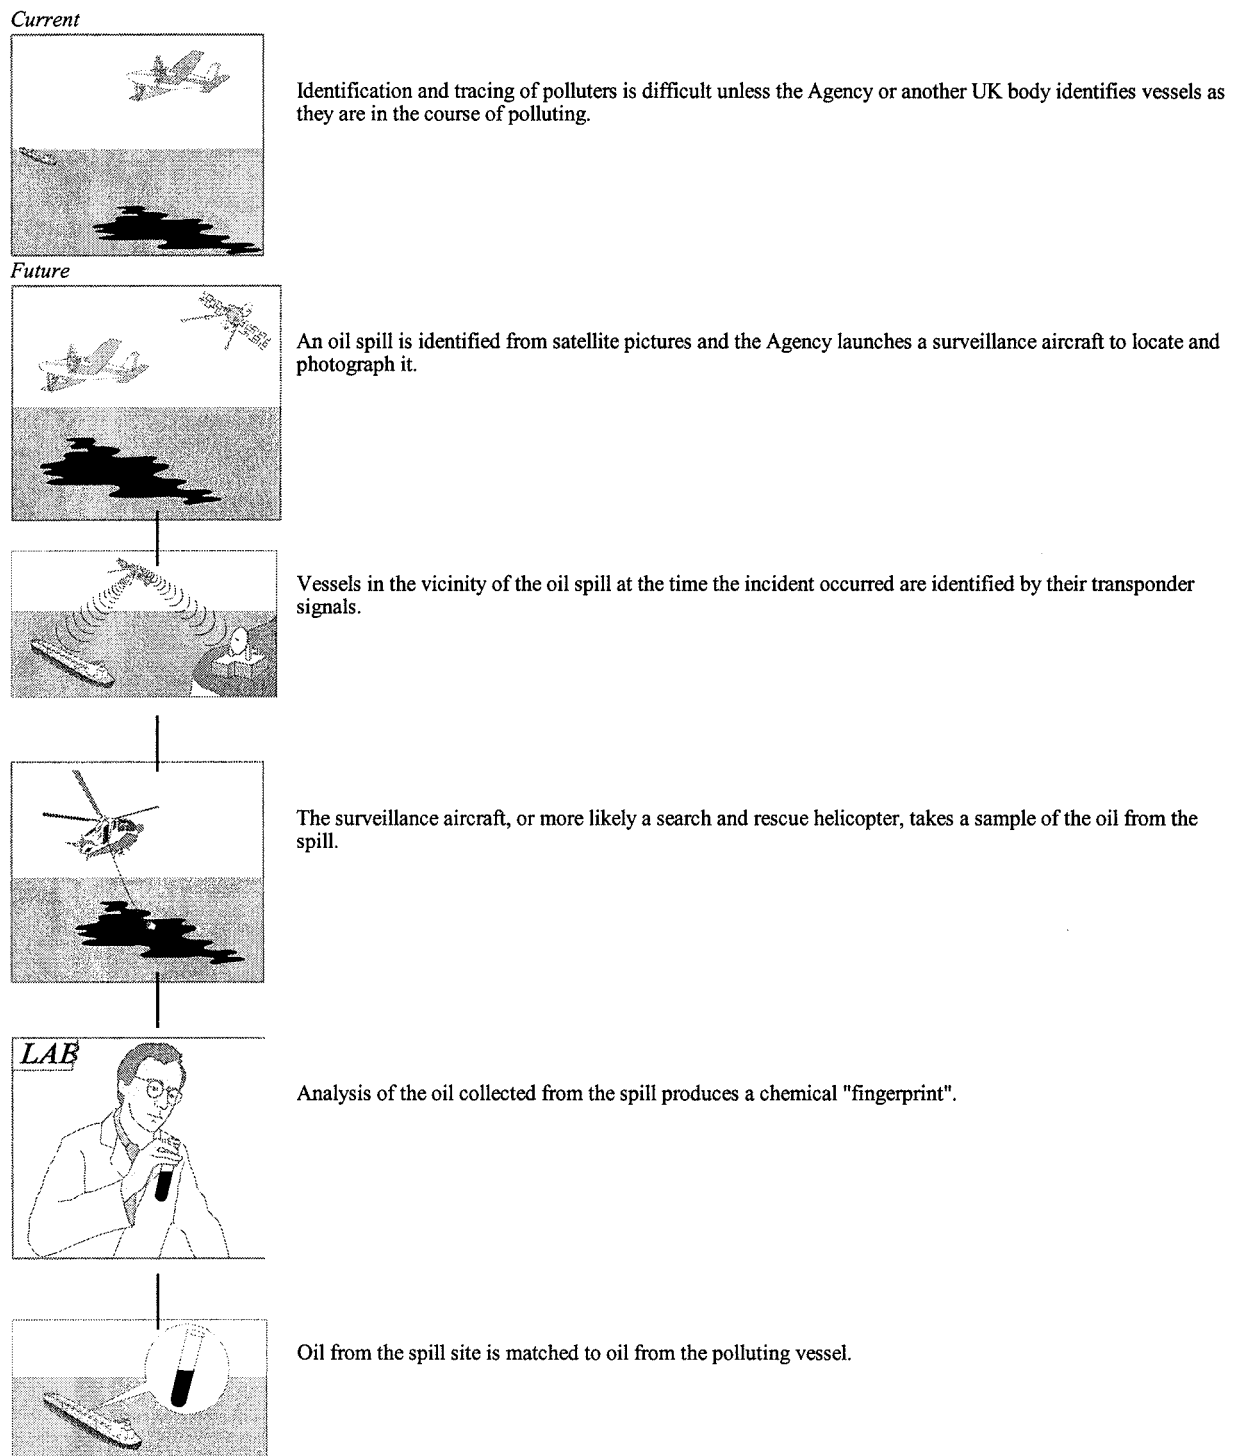 Current
Identification and tracing of polluters is difficult unless the Agency or another UK body identifies vessels as
they are in the course of polluting.
Future
An oil spill is identified from satellite pictures and the Agency launches a surveillance aircraft to locate and
photograph it.
Vessels in the vicinity of the oil spill at the time the incident occurred are identified by their transponder
signals.
The surveillance aircraft, or more likely a search and rescue helicopter, takes a sample of the oil from the
spill.
LAB
Analysis of the oil collected from the spill produces a chemical "fingerprint".
Oil from the spill site is matched to oil from the polluting vessel.